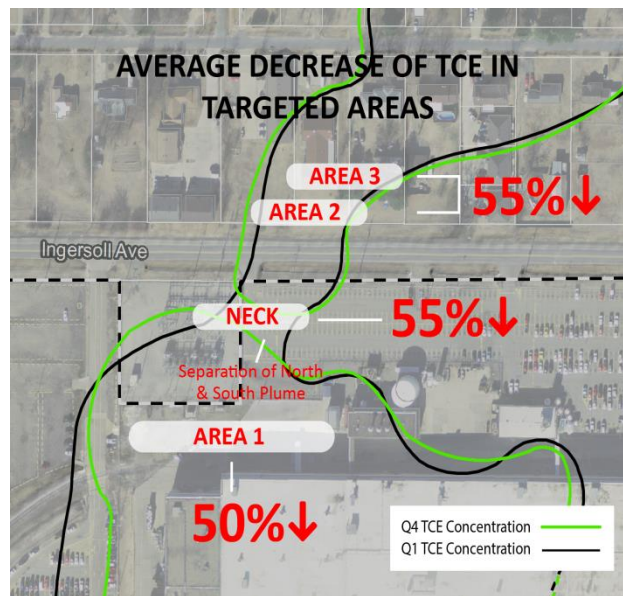 AVERAGE DECREASE OF TCE IN
TARGETED AREAS
AREA 3
55%↓
AREA 2
Ingersoll Ave
NECK
55%↓
Separation of North
& South Plume
AREA 1
50%↓
Q4 TCE Concentration
Q1 TCE Concentration